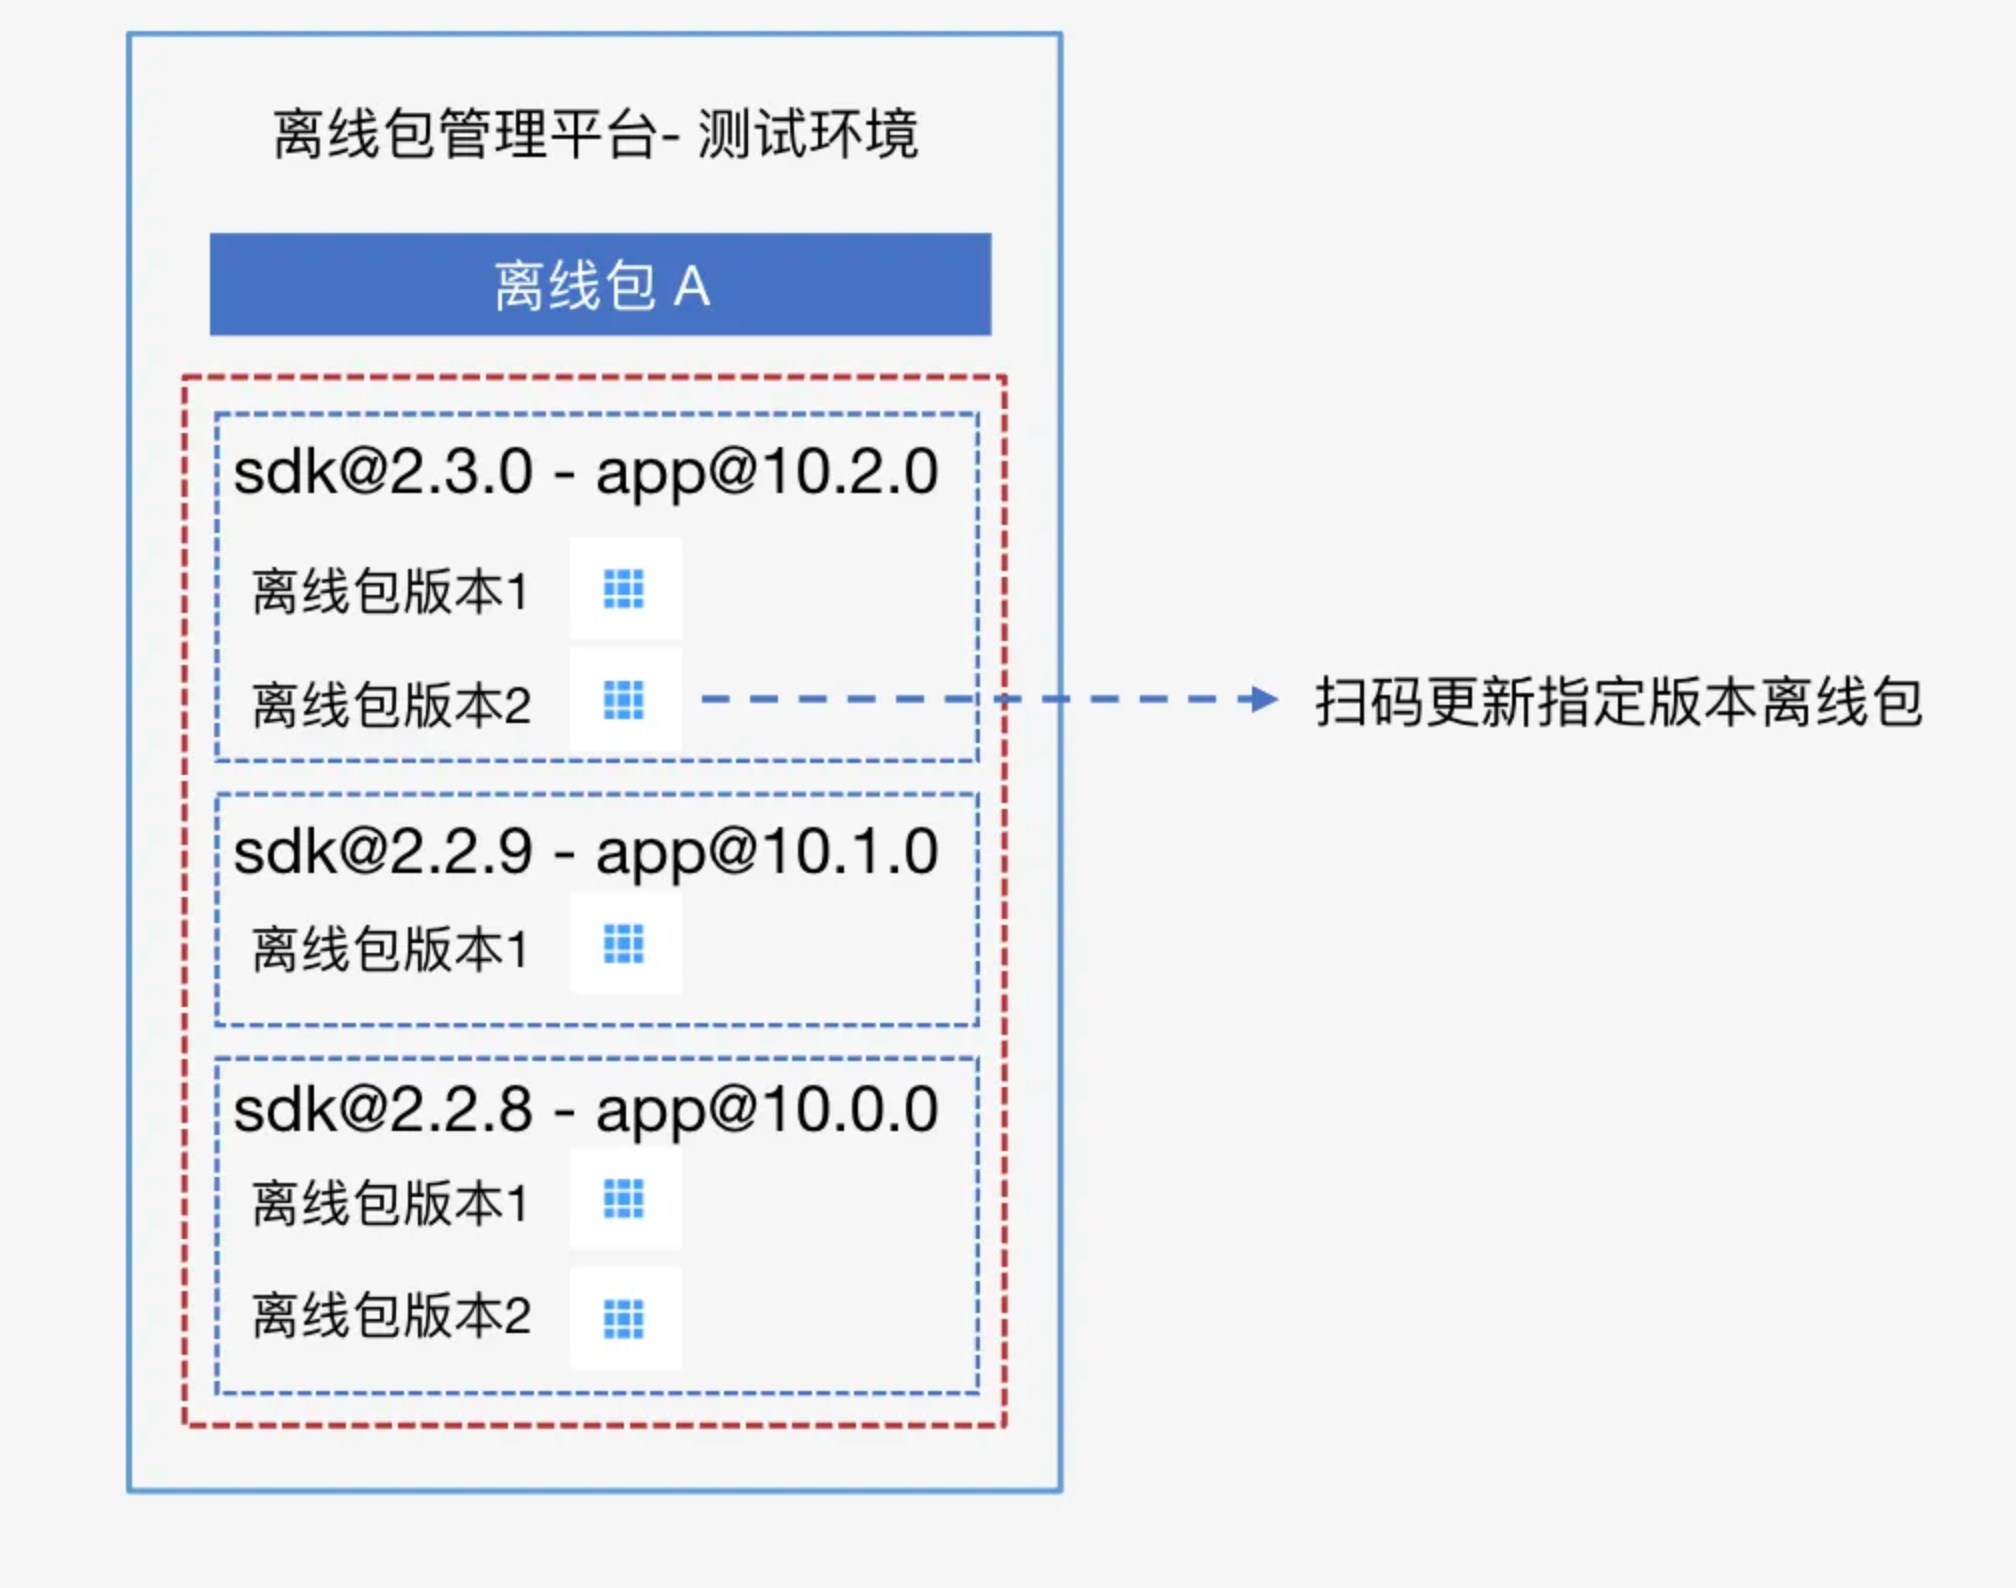 离线包管理平台- 测试环境
离线包 A
sdk@2.3.0 - app@10.2.0
离线包版本1
离线包版本2
扫码更新指定版本离线包
sdk@2.2.9 - app@10.1.0
离线包版本1
sdk@2.2.8 - app@10.0.0
离线包版本1
离线包版本2